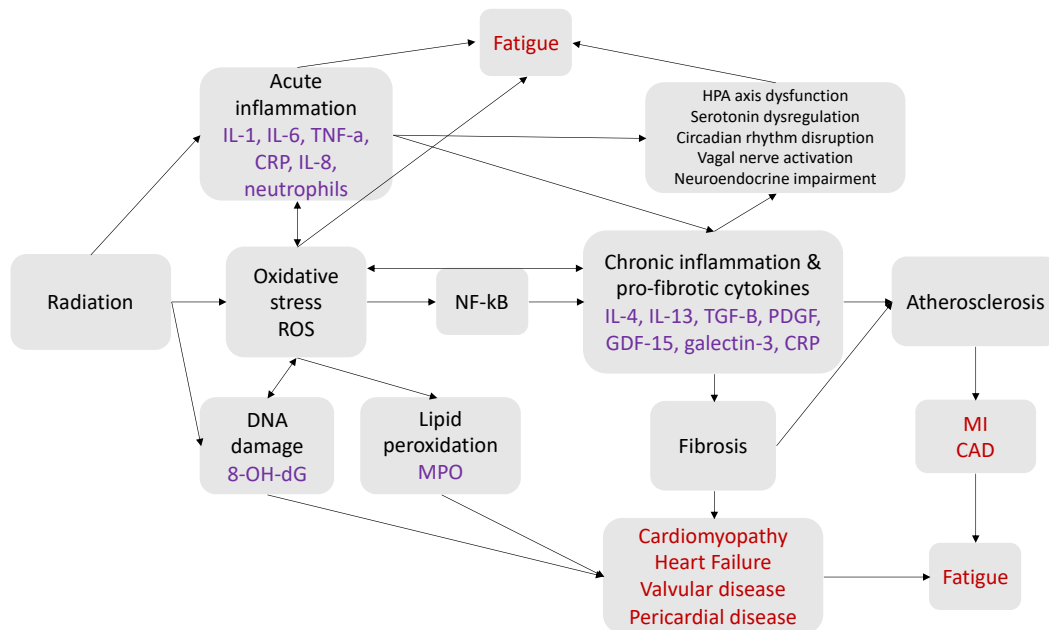 Fatigue
Acute
inflammation
IL-1, IL-6, TNF-a,
CRP, IL-8,
neutrophils
HPA axis dysfunction
Serotonin dysregulation
Circadian rhythm disruption
Vagal nerve activation
Neuroendocrine impairment
Radiation
Oxidative
stress
ROS
NF-kB
Chronic inflammation &
pro-fibrotic cytokines
IL-4, IL-13, TGF-B, PDGF,
GDF-15, galectin-3, CRP
Atherosclerosis
DNA
damage
8-OH-dG
Lipid
peroxidation
MPO
Fibrosis
MI
CAD
Cardiomyopathy
Heart Failure
Valvular disease
Pericardial disease
Fatigue